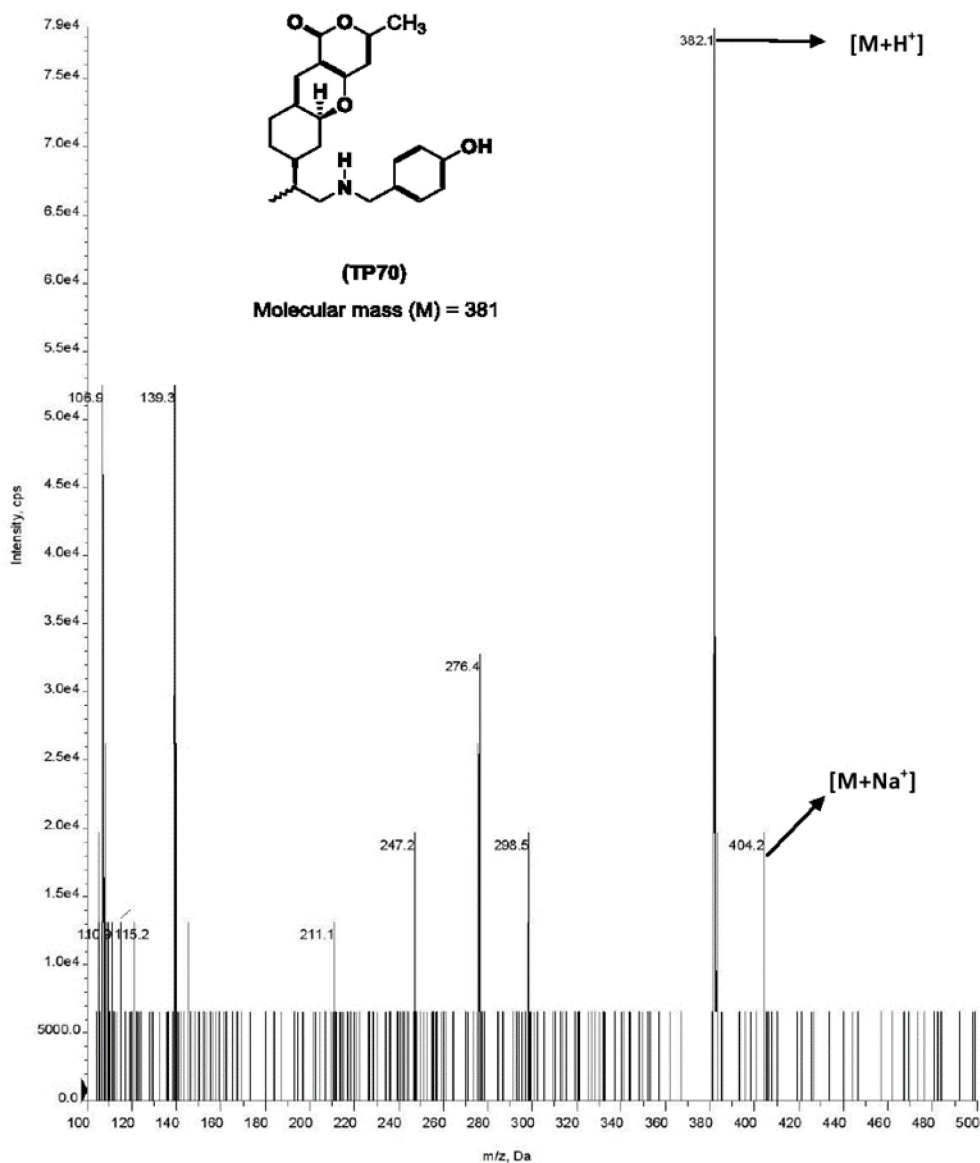 O
O
CH₃
H
O
H
N
OH
(TP70)
Molecular mass (M) = 381
[M+H⁺]
[M+Na⁺]
382.1
106.9
139.3
276.4
247.2
298.5
404.2
110.9
115.2
211.1
7.9e4
7.5e4
7.0e4
6.5e4
6.0e4
5.5e4
5.0e4
4.5e4
4.0e4
3.5e4
3.0e4
2.5e4
2.0e4
1.5e4
1.0e4
5000.0
0.0
Intensity, cps
100 120 140 160 180 200 220 240 260 280 300 320 340 360 380 400 420 440 460 480 500
m/z, Da